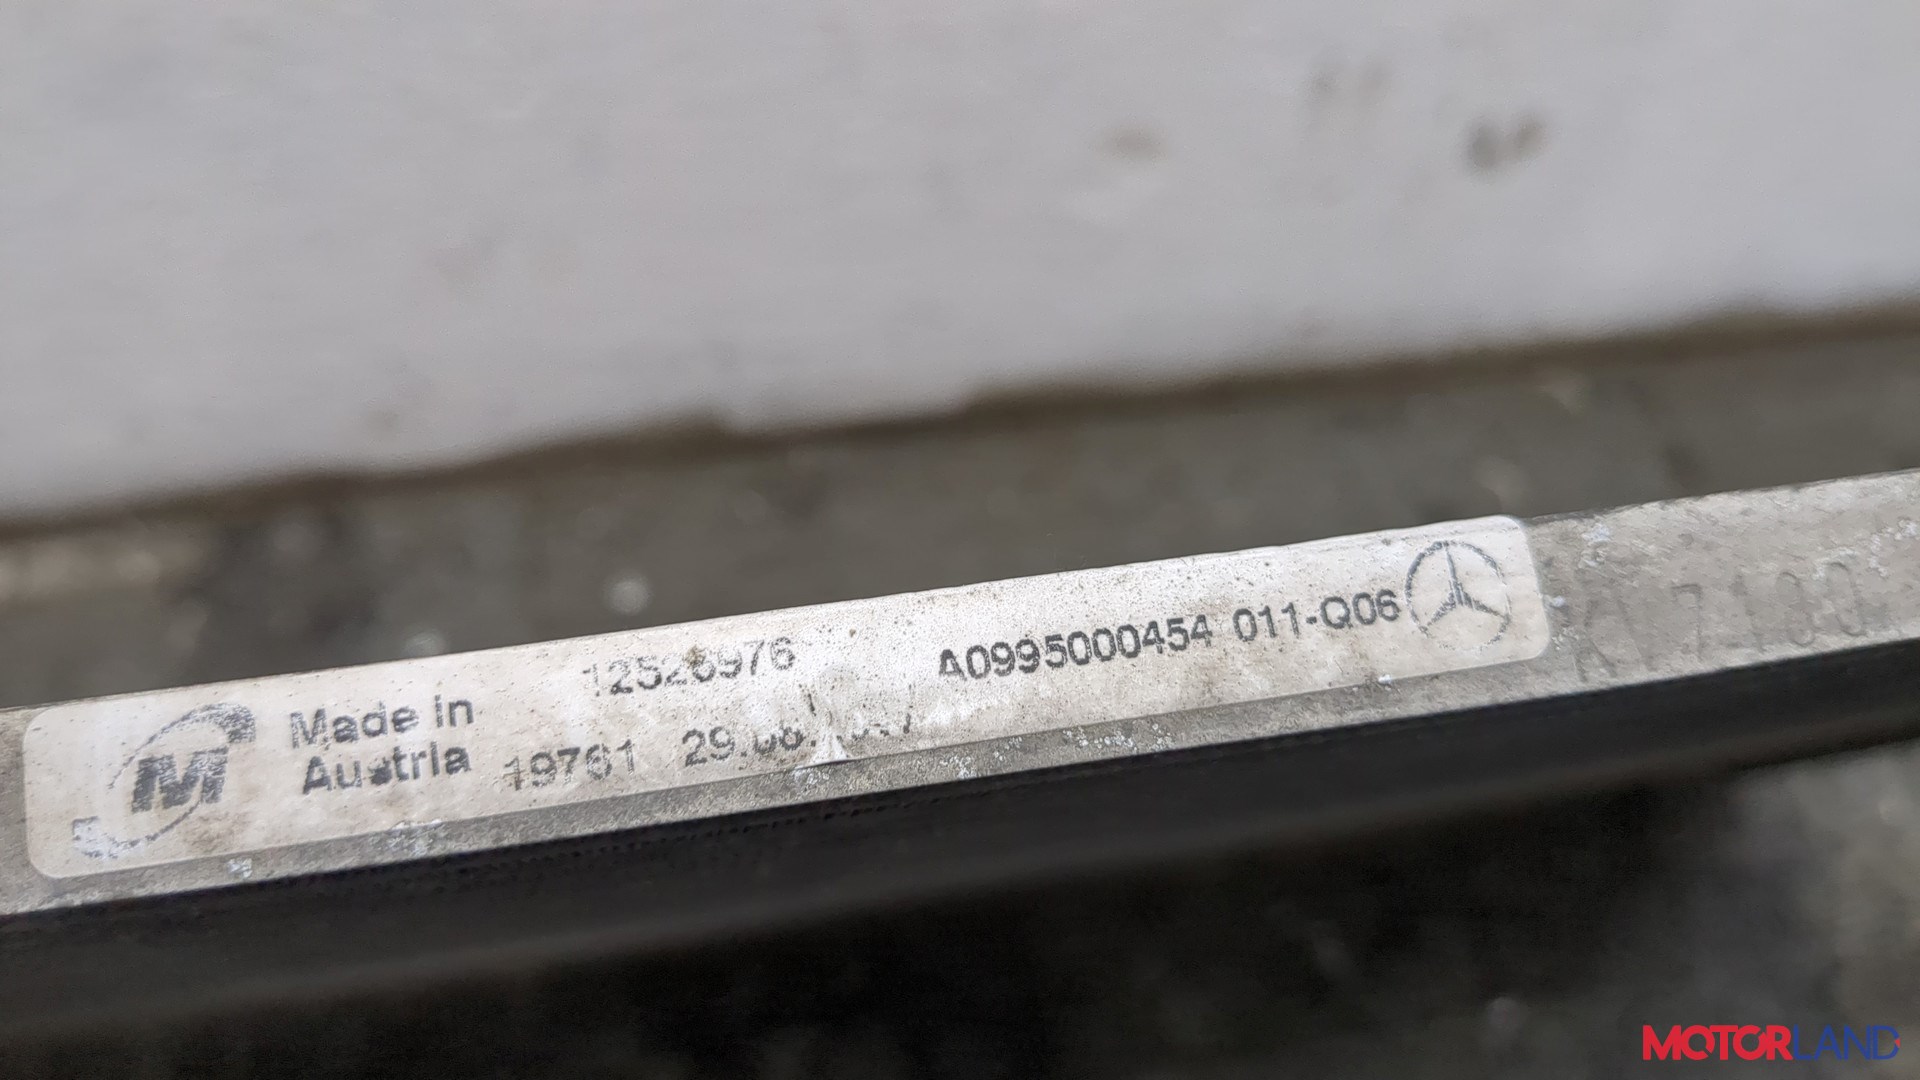 M
Made in
Austria
12526976
19761
A0995000454 011-Q06
MOTORLAND